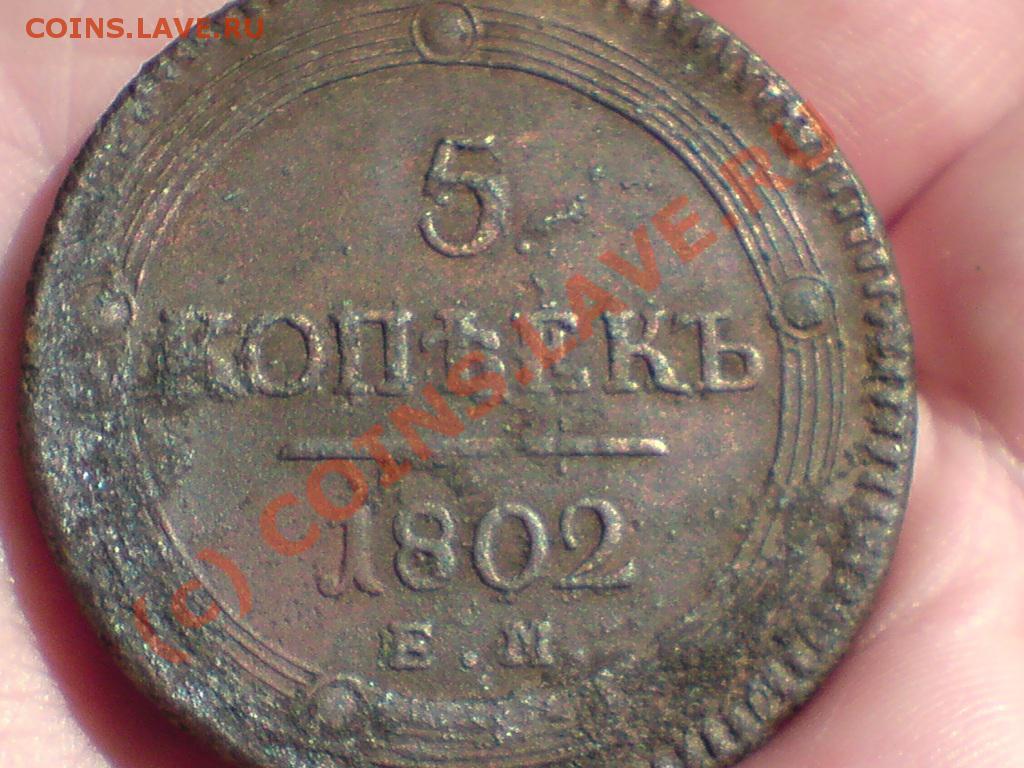 COINS.LAVE.RU
5
КОПѢЕКЪ
1802
Е.М.
(c) COINS.LAVE.RU